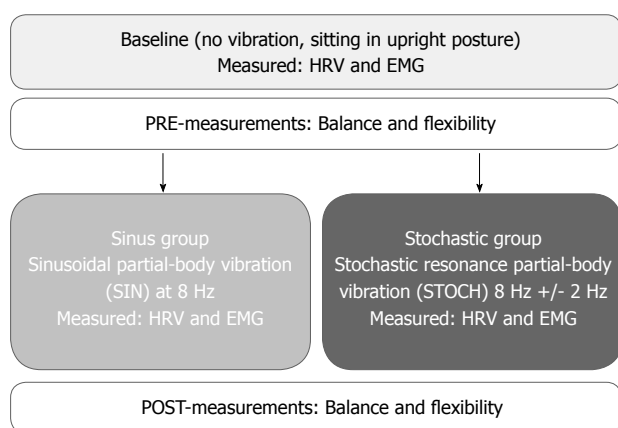 Baseline (no vibration, sitting in upright posture)
Measured: HRV and EMG
PRE-measurements: Balance and flexibility
Sinus group
Sinusoidal partial-body vibration
(SIN) at 8 Hz
Measured: HRV and EMG
Stochastic group
Stochastic resonance partial-body
vibration (STOCH) 8 Hz +/- 2 Hz
Measured: HRV and EMG
POST-measurements: Balance and flexibility